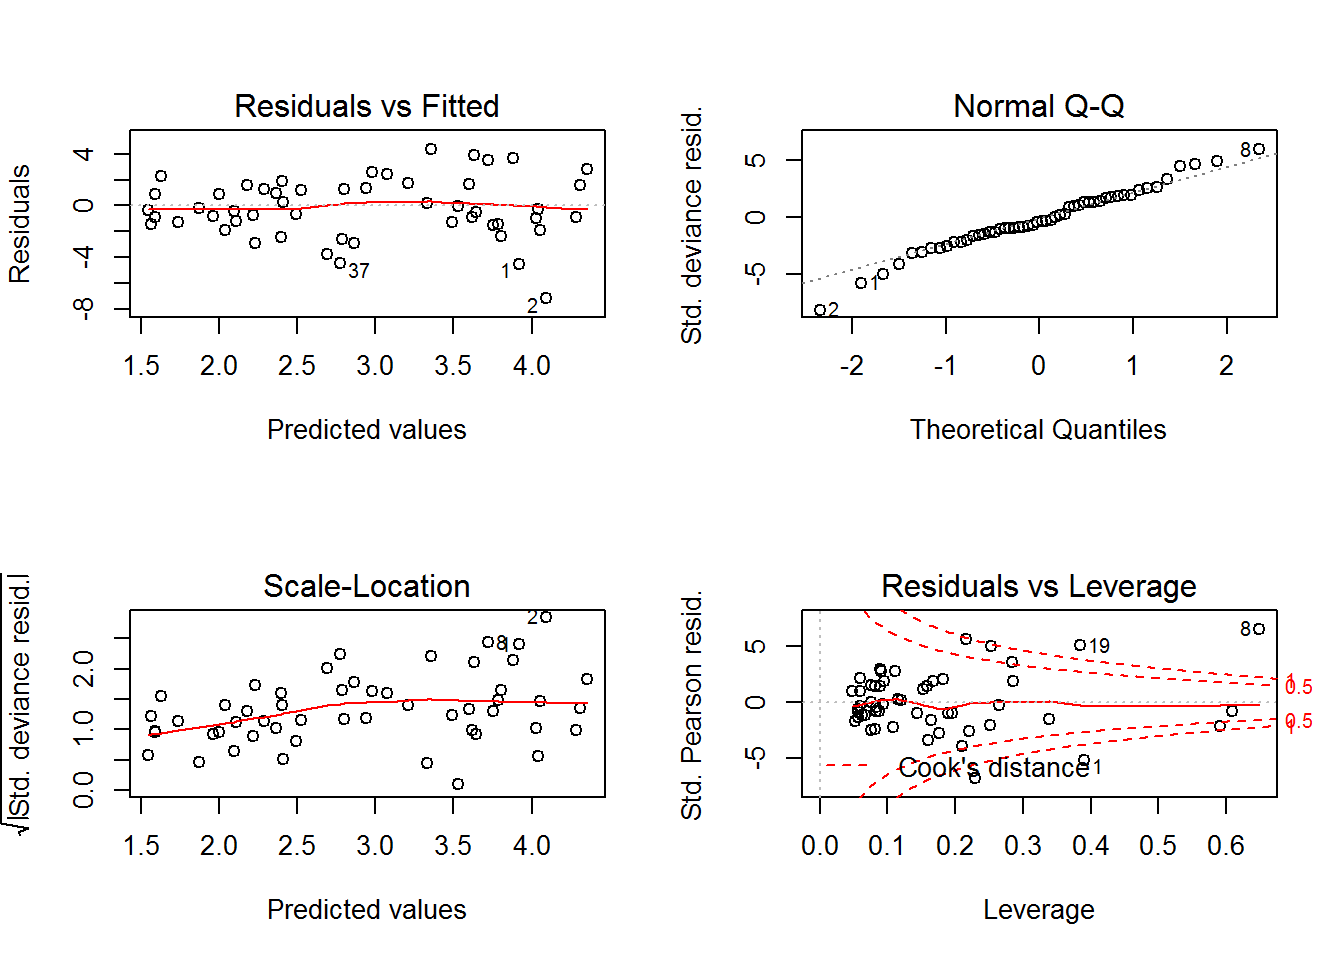 Residuals vs Fitted
Residuals
4
0
-4
-8
37
1
2
1.5 2.0 2.5 3.0 3.5 4.0
Predicted values
Normal Q-Q
Std. deviance resid.
5
0
-5
8
1
2
-2 -1 0 1 2
Theoretical Quantiles
Scale-Location
√|Std. deviance resid.|
2.0
1.0
0.0
2
8
1
1.5 2.0 2.5 3.0 3.5 4.0
Predicted values
Residuals vs Leverage
Std. Pearson resid.
5
0
-5
8
19
1
0.5
0.5
1
Cook's distance
1
0.0 0.1 0.2 0.3 0.4 0.5 0.6
Leverage